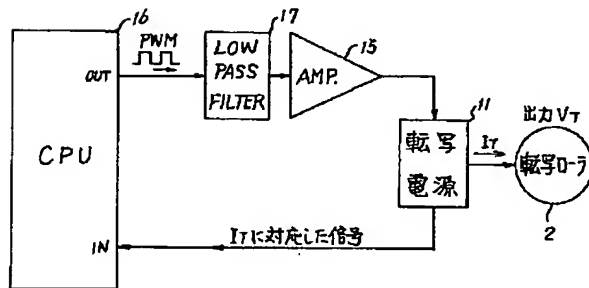 16
PWM
OUT
CPU
IN
17
LOW
PASS
FILTER
15
AMP.
11
転写
電源
IT
出力VT
転写ローラ
2
ITに対応した信号